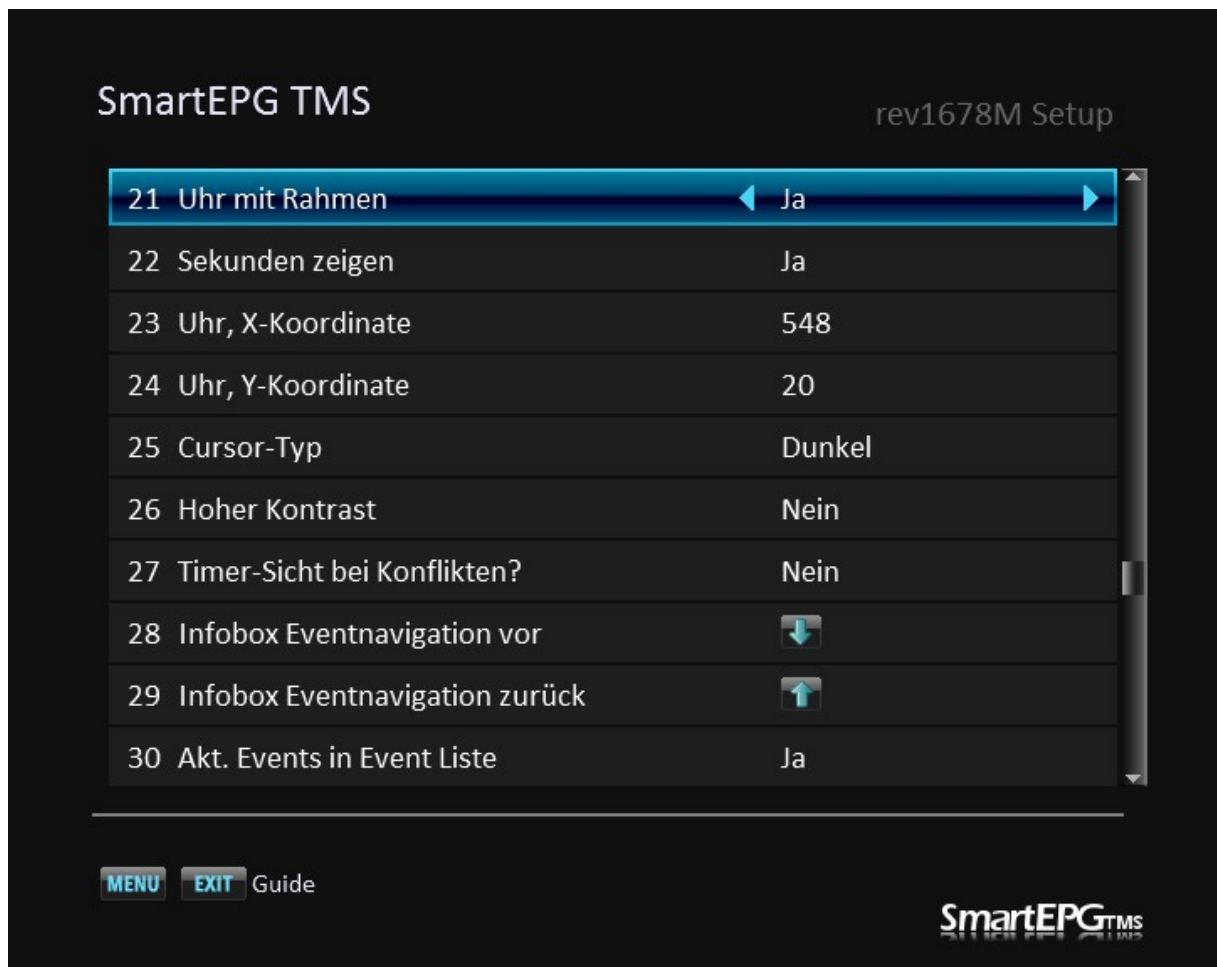 SmartEPG TMS
rev1678M Setup
21 Uhr mit Rahmen Ja
22 Sekunden zeigen Ja
23 Uhr, X-Koordinate 548
24 Uhr, Y-Koordinate 20
25 Cursor-Typ Dunkel
26 Hoher Kontrast Nein
27 Timer-Sicht bei Konflikten? Nein
28 Infobox Eventnavigation vor
29 Infobox Eventnavigation zurück
30 Akt. Events in Event Liste Ja
MENU EXIT Guide
SmartEPGTMS